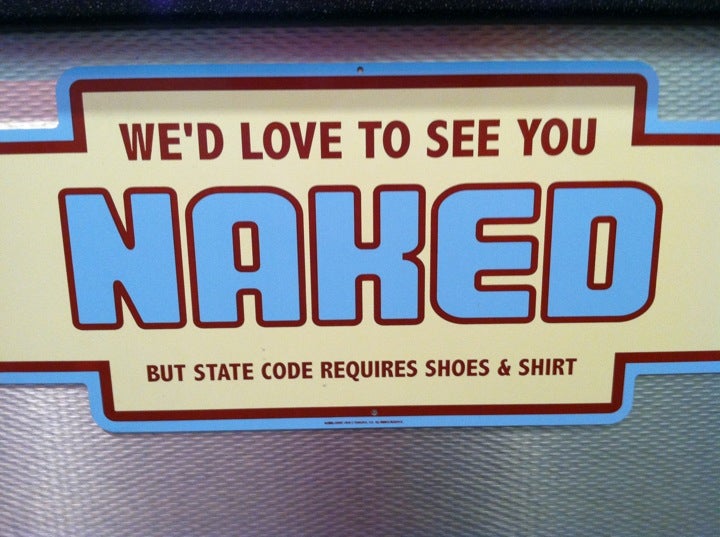 WE'D LOVE TO SEE YOU
NAKED
BUT STATE CODE REQUIRES SHOES & SHIRT